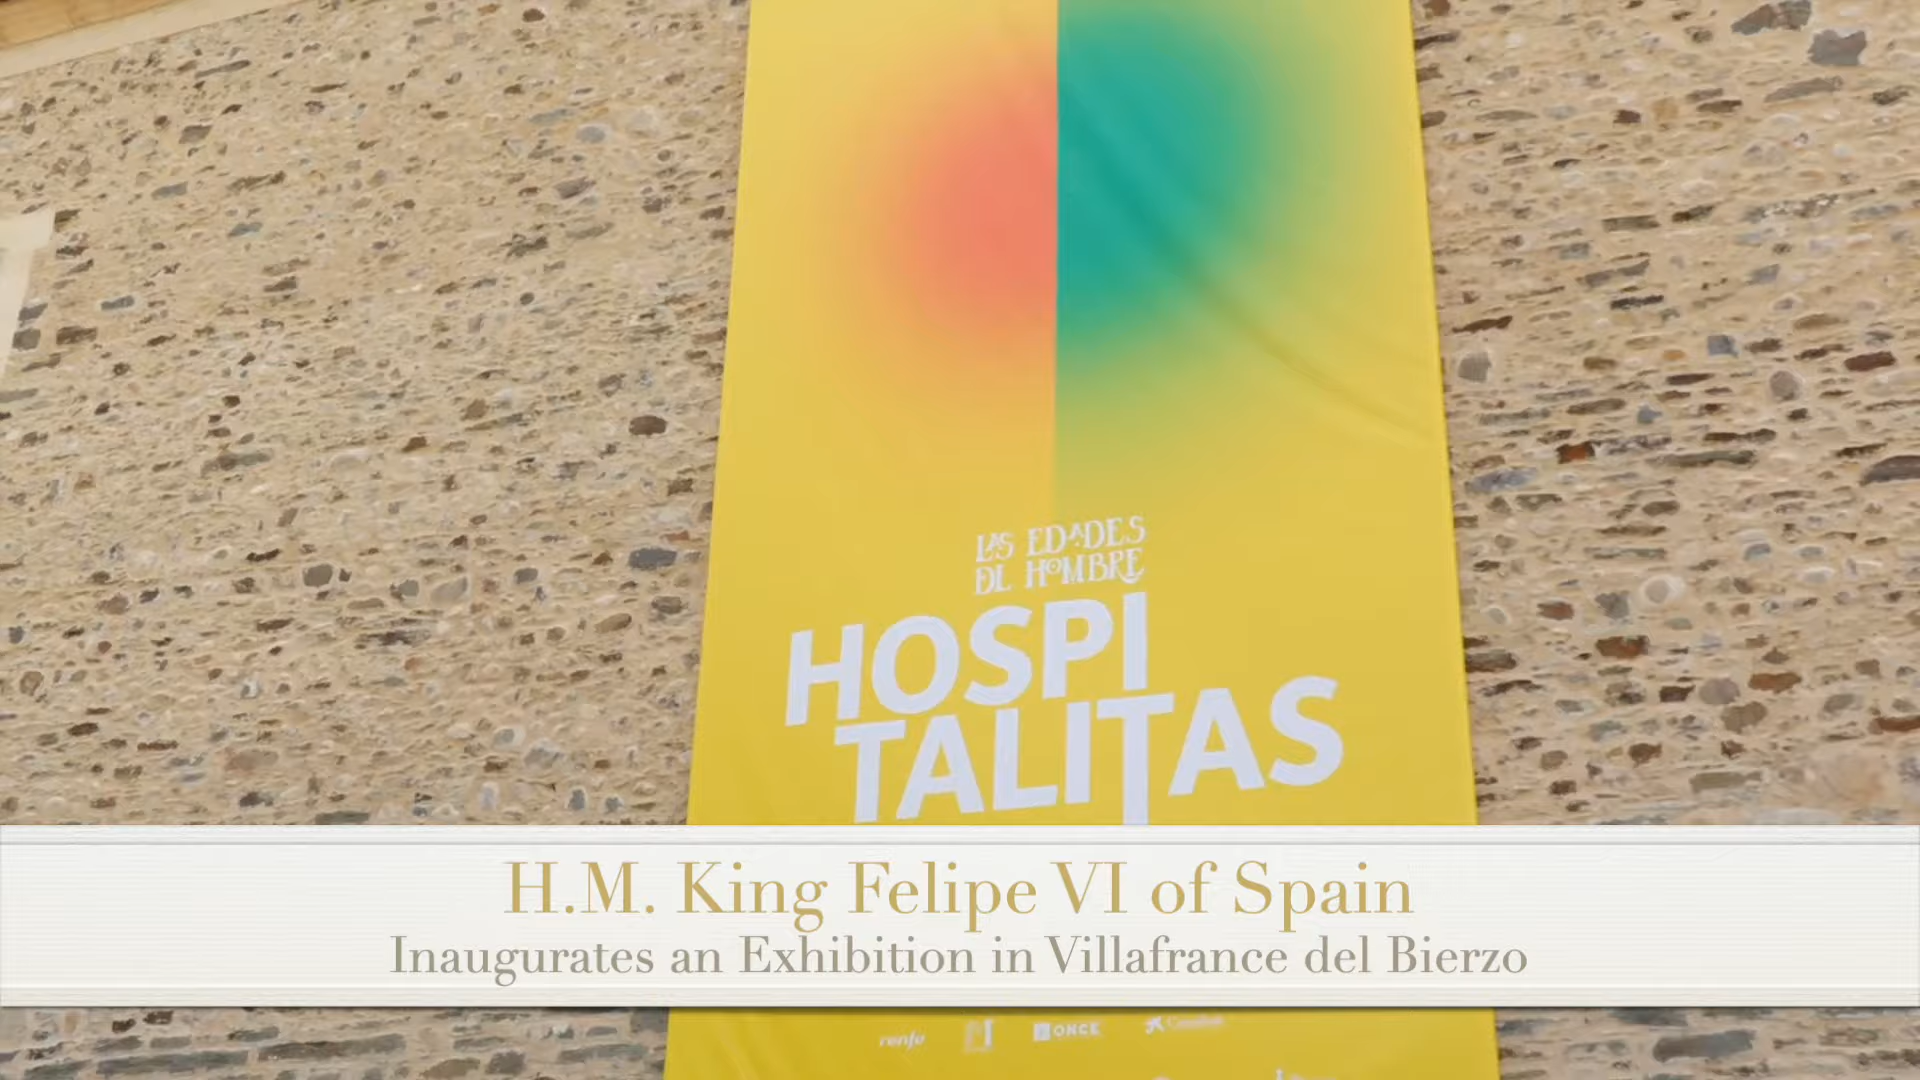 LAS EDADES
DEL HOMBRE
HOSPI
TALITAS
H.M. King Felipe VI of Spain
Inaugurates an Exhibition in Villafrance del Bierzo
renfe
ONCE